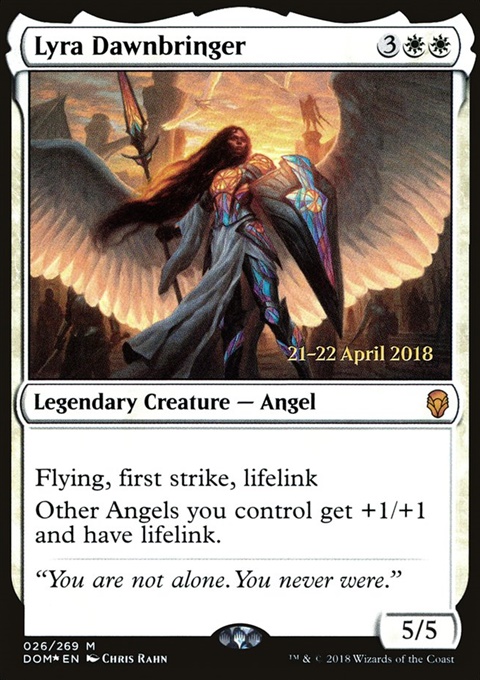 Lyra Dawnbringer 3
21–22 April 2018
Legendary Creature — Angel
Flying, first strike, lifelink
Other Angels you control get +1/+1
and have lifelink.
“You are not alone. You never were.”
5/5
026/269 M
DOM★EN Chris Rahn
™ & © 2018 Wizards of the Coast